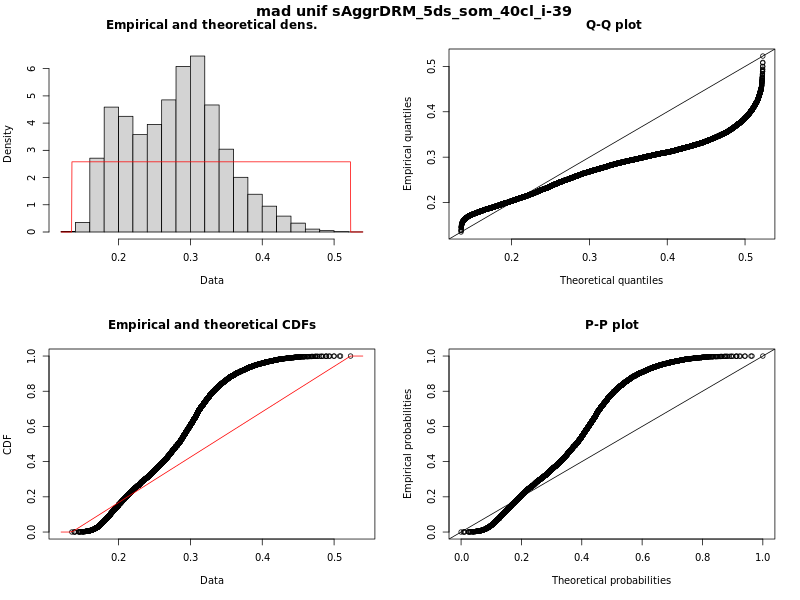 mad unif sAggrDRM_5ds_som_40cl_i-39
Empirical and theoretical dens.
Density
0 1 2 3 4 5 6
0.2 0.3 0.4 0.5
Data
Q-Q plot
Empirical quantiles
0.2 0.3 0.4 0.5
0.2 0.3 0.4 0.5
Theoretical quantiles
Empirical and theoretical CDFs
CDF
0.0 0.2 0.4 0.6 0.8 1.0
0.2 0.3 0.4 0.5
Data
P-P plot
Empirical probabilities
0.0 0.2 0.4 0.6 0.8 1.0
0.0 0.2 0.4 0.6 0.8 1.0
Theoretical probabilities